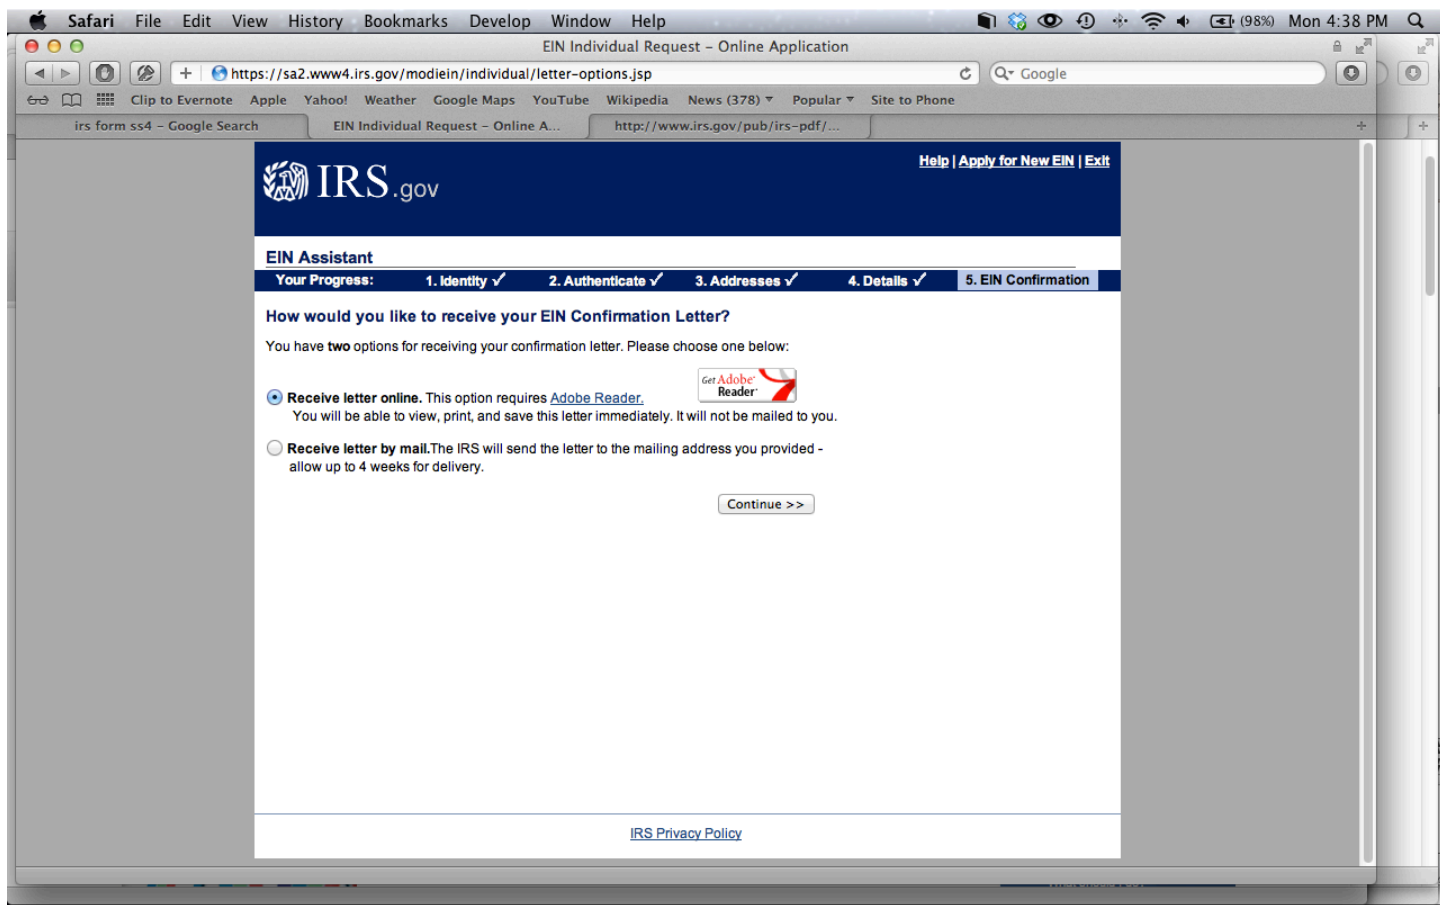 Safari File Edit View History Bookmarks Develop Window Help (98%) Mon 4:38 PM
EIN Individual Request – Online Application
https://sa2.www4.irs.gov/modiein/individual/letter-options.jsp Google
Clip to Evernote Apple Yahoo! Weather Google Maps YouTube Wikipedia News (378) Popular Site to Phone
irs form ss4 – Google Search EIN Individual Request – Online A... http://www.irs.gov/pub/irs-pdf/...
Help | Apply for New EIN | Exit
IRS.gov
EIN Assistant
Your Progress: 1. Identity ✓ 2. Authenticate ✓ 3. Addresses ✓ 4. Details ✓ 5. EIN Confirmation
How would you like to receive your EIN Confirmation Letter?
You have two options for receiving your confirmation letter. Please choose one below:
Get Adobe
Reader
Receive letter online. This option requires Adobe Reader.
You will be able to view, print, and save this letter immediately. It will not be mailed to you.
Receive letter by mail.The IRS will send the letter to the mailing address you provided -
allow up to 4 weeks for delivery.
Continue >>
IRS Privacy Policy